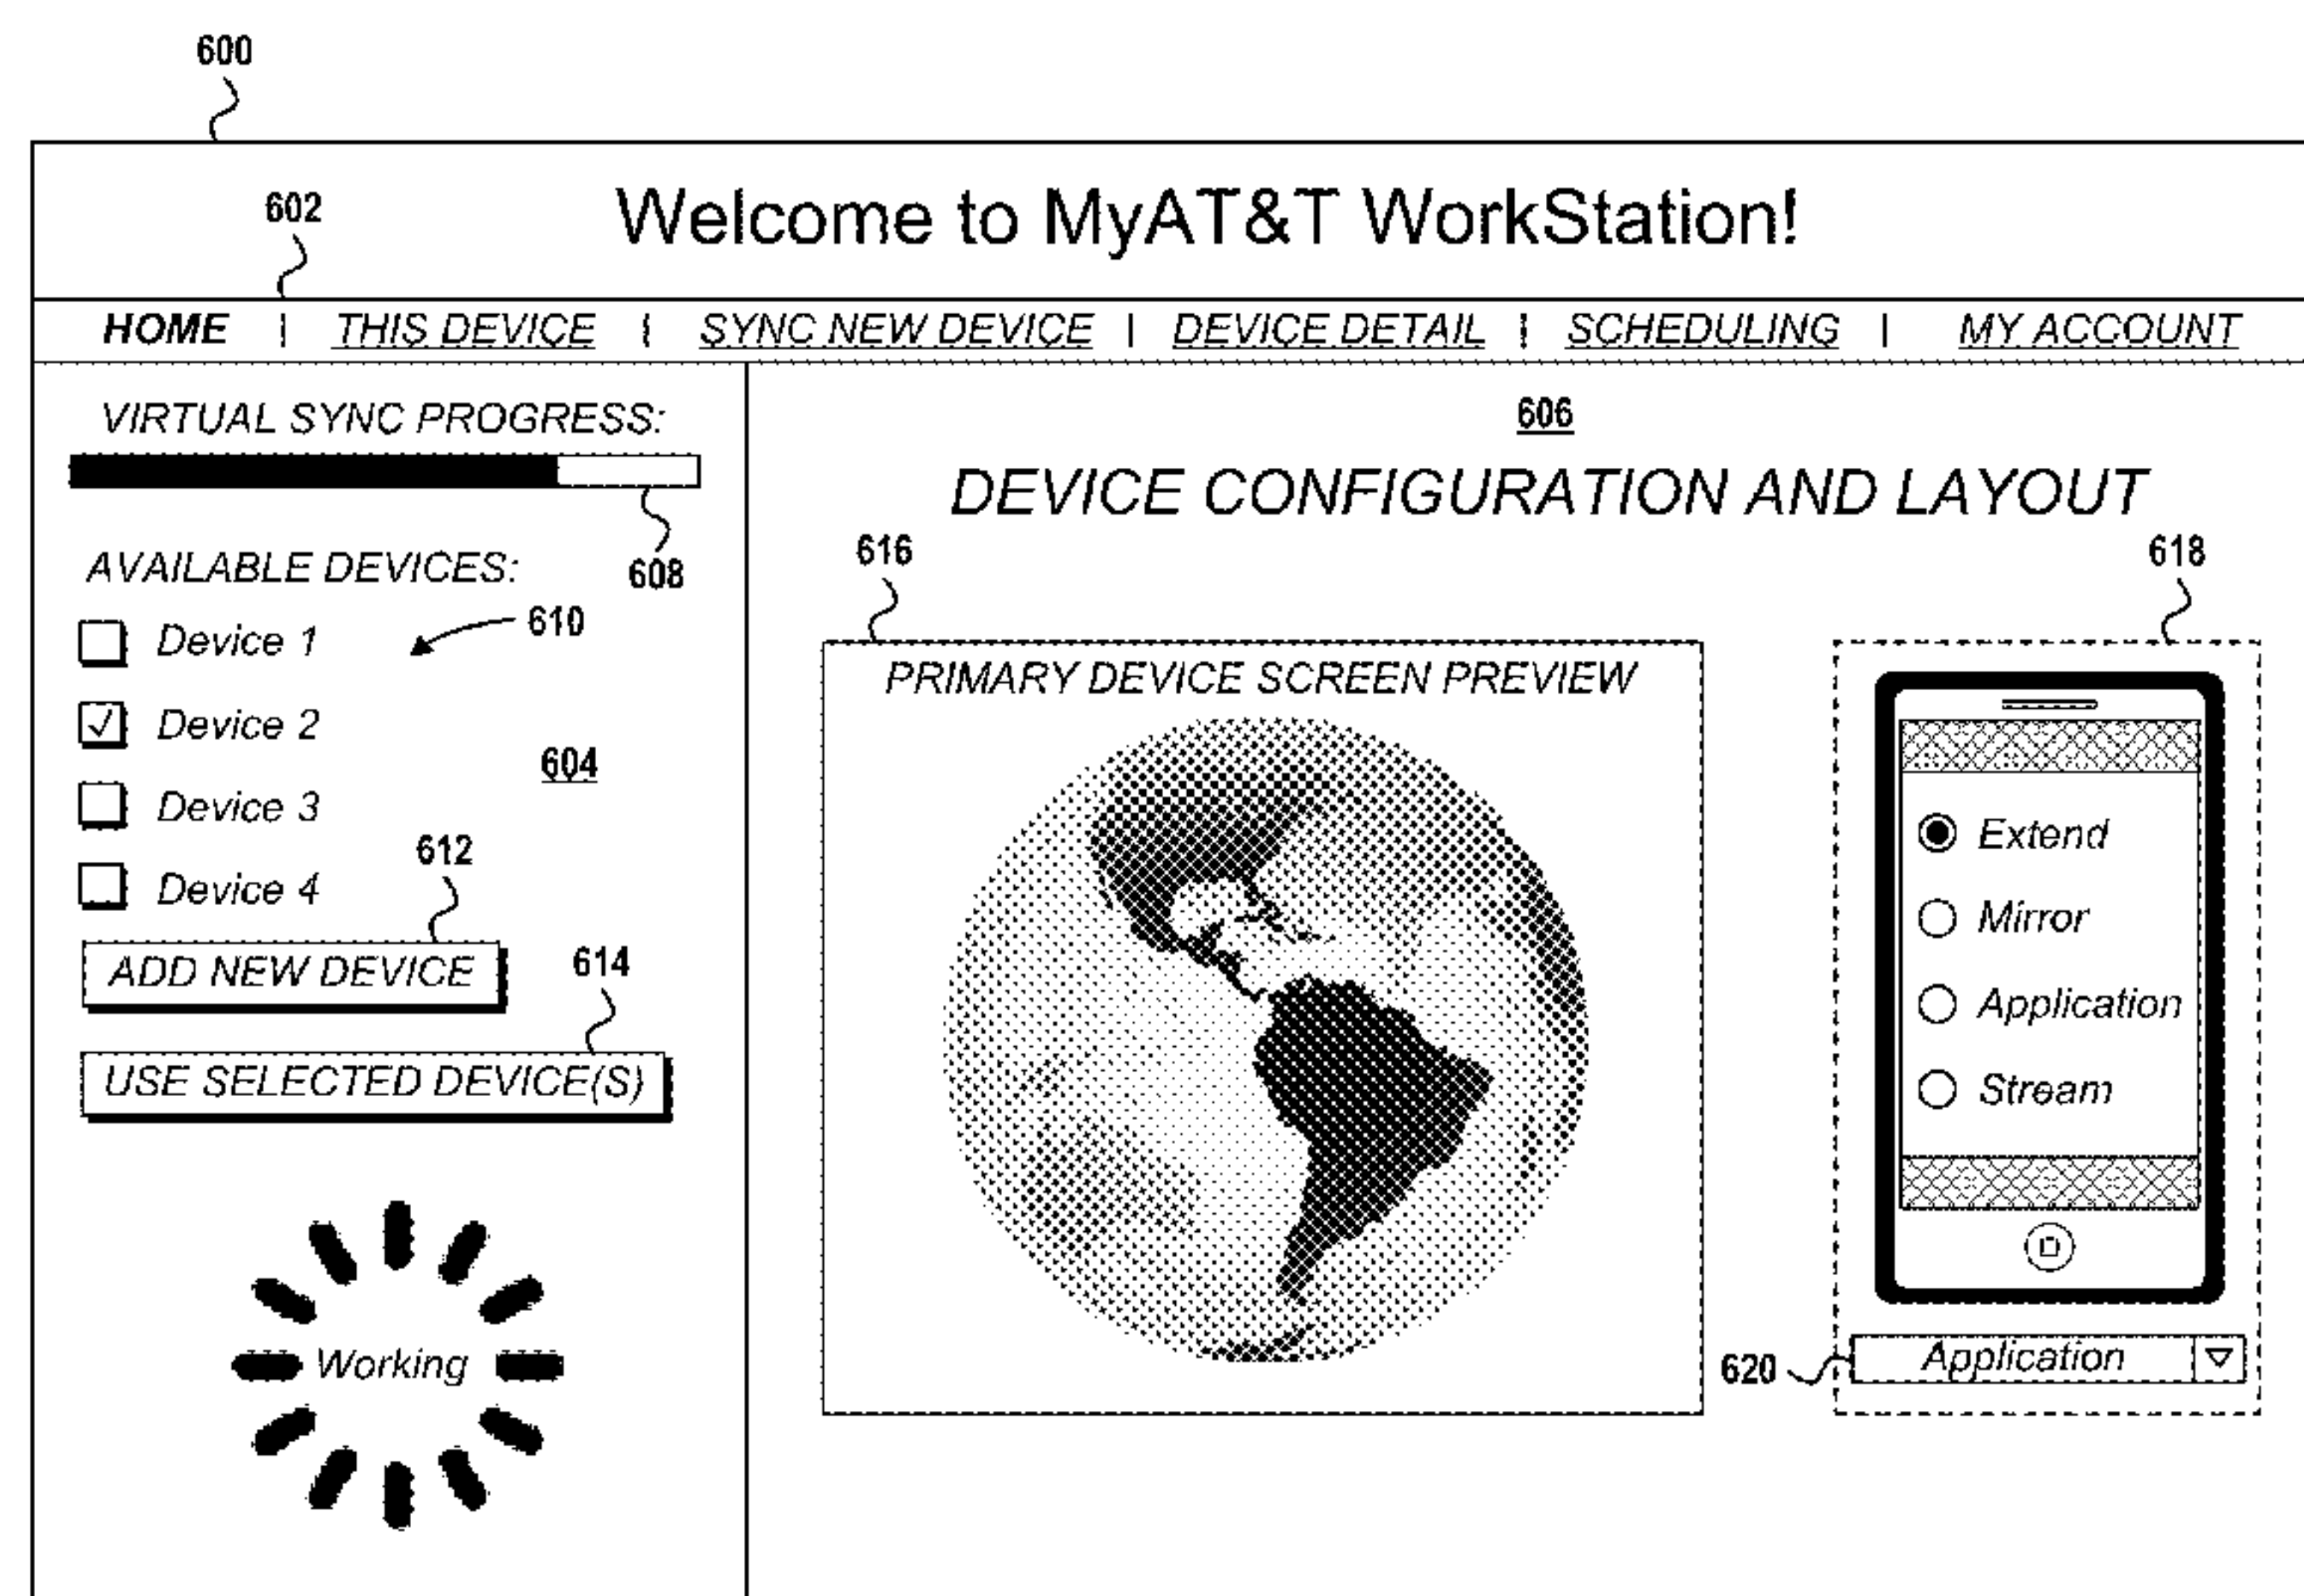 600
Welcome to MyAT&T WorkStation!
602
HOME | THIS DEVICE | SYNC NEW DEVICE | DEVICE DETAIL | SCHEDULING | MY ACCOUNT
VIRTUAL SYNC PROGRESS:
608
AVAILABLE DEVICES:
610
Device 1
Device 2
604
Device 3
612
Device 4
ADD NEW DEVICE
614
USE SELECTED DEVICE(S)
Working
606
DEVICE CONFIGURATION AND LAYOUT
616
PRIMARY DEVICE SCREEN PREVIEW
618
Extend
Mirror
Application
Stream
620
Application